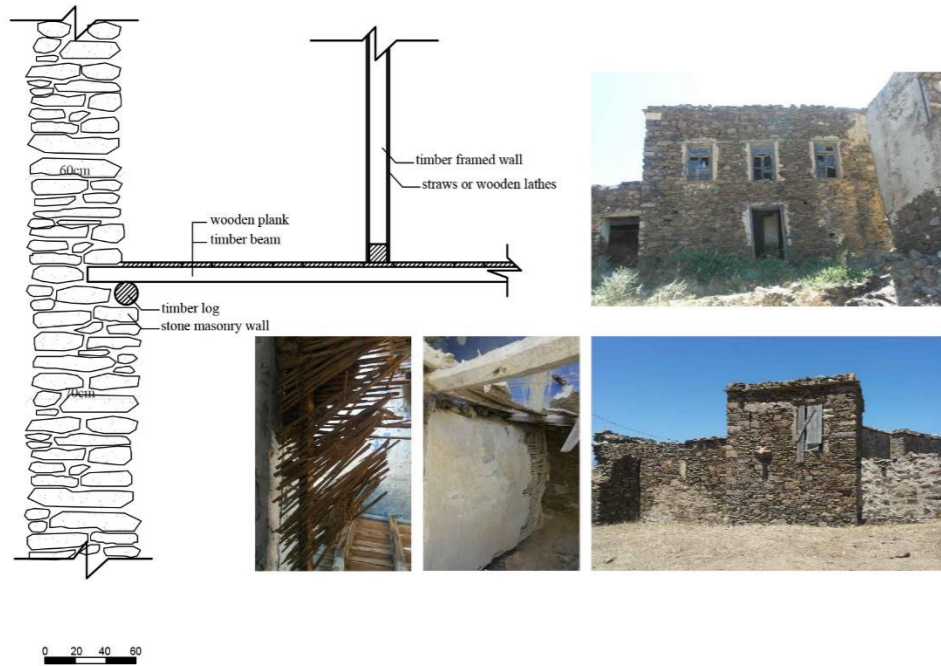 60cm
timber framed wall
straws or wooden lathes
wooden plank
timber beam
timber log
stone masonry wall
70cm
0 20 40 60